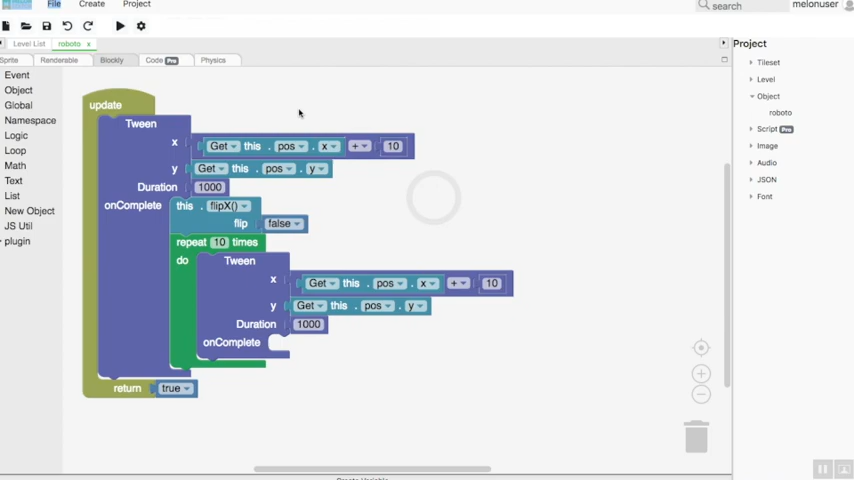 File Create Project search melonuser
Level List roboto x
Sprite Renderable Blockly Code Pro Physics
Project
Event
Object
Global
Namespace
Logic
Loop
Math
Text
List
New Object
JS Util
plugin
update
Tween
x Get this . pos . x + 10
y Get this . pos . y
Duration 1000
onComplete this . flipX()
flip false
repeat 10 times
do Tween
x Get this . pos . x + 10
y Get this . pos . y
Duration 1000
onComplete
return true
Tileset
Level
Object
roboto
Script Pro
Image
Audio
JSON
Font
Create Variable